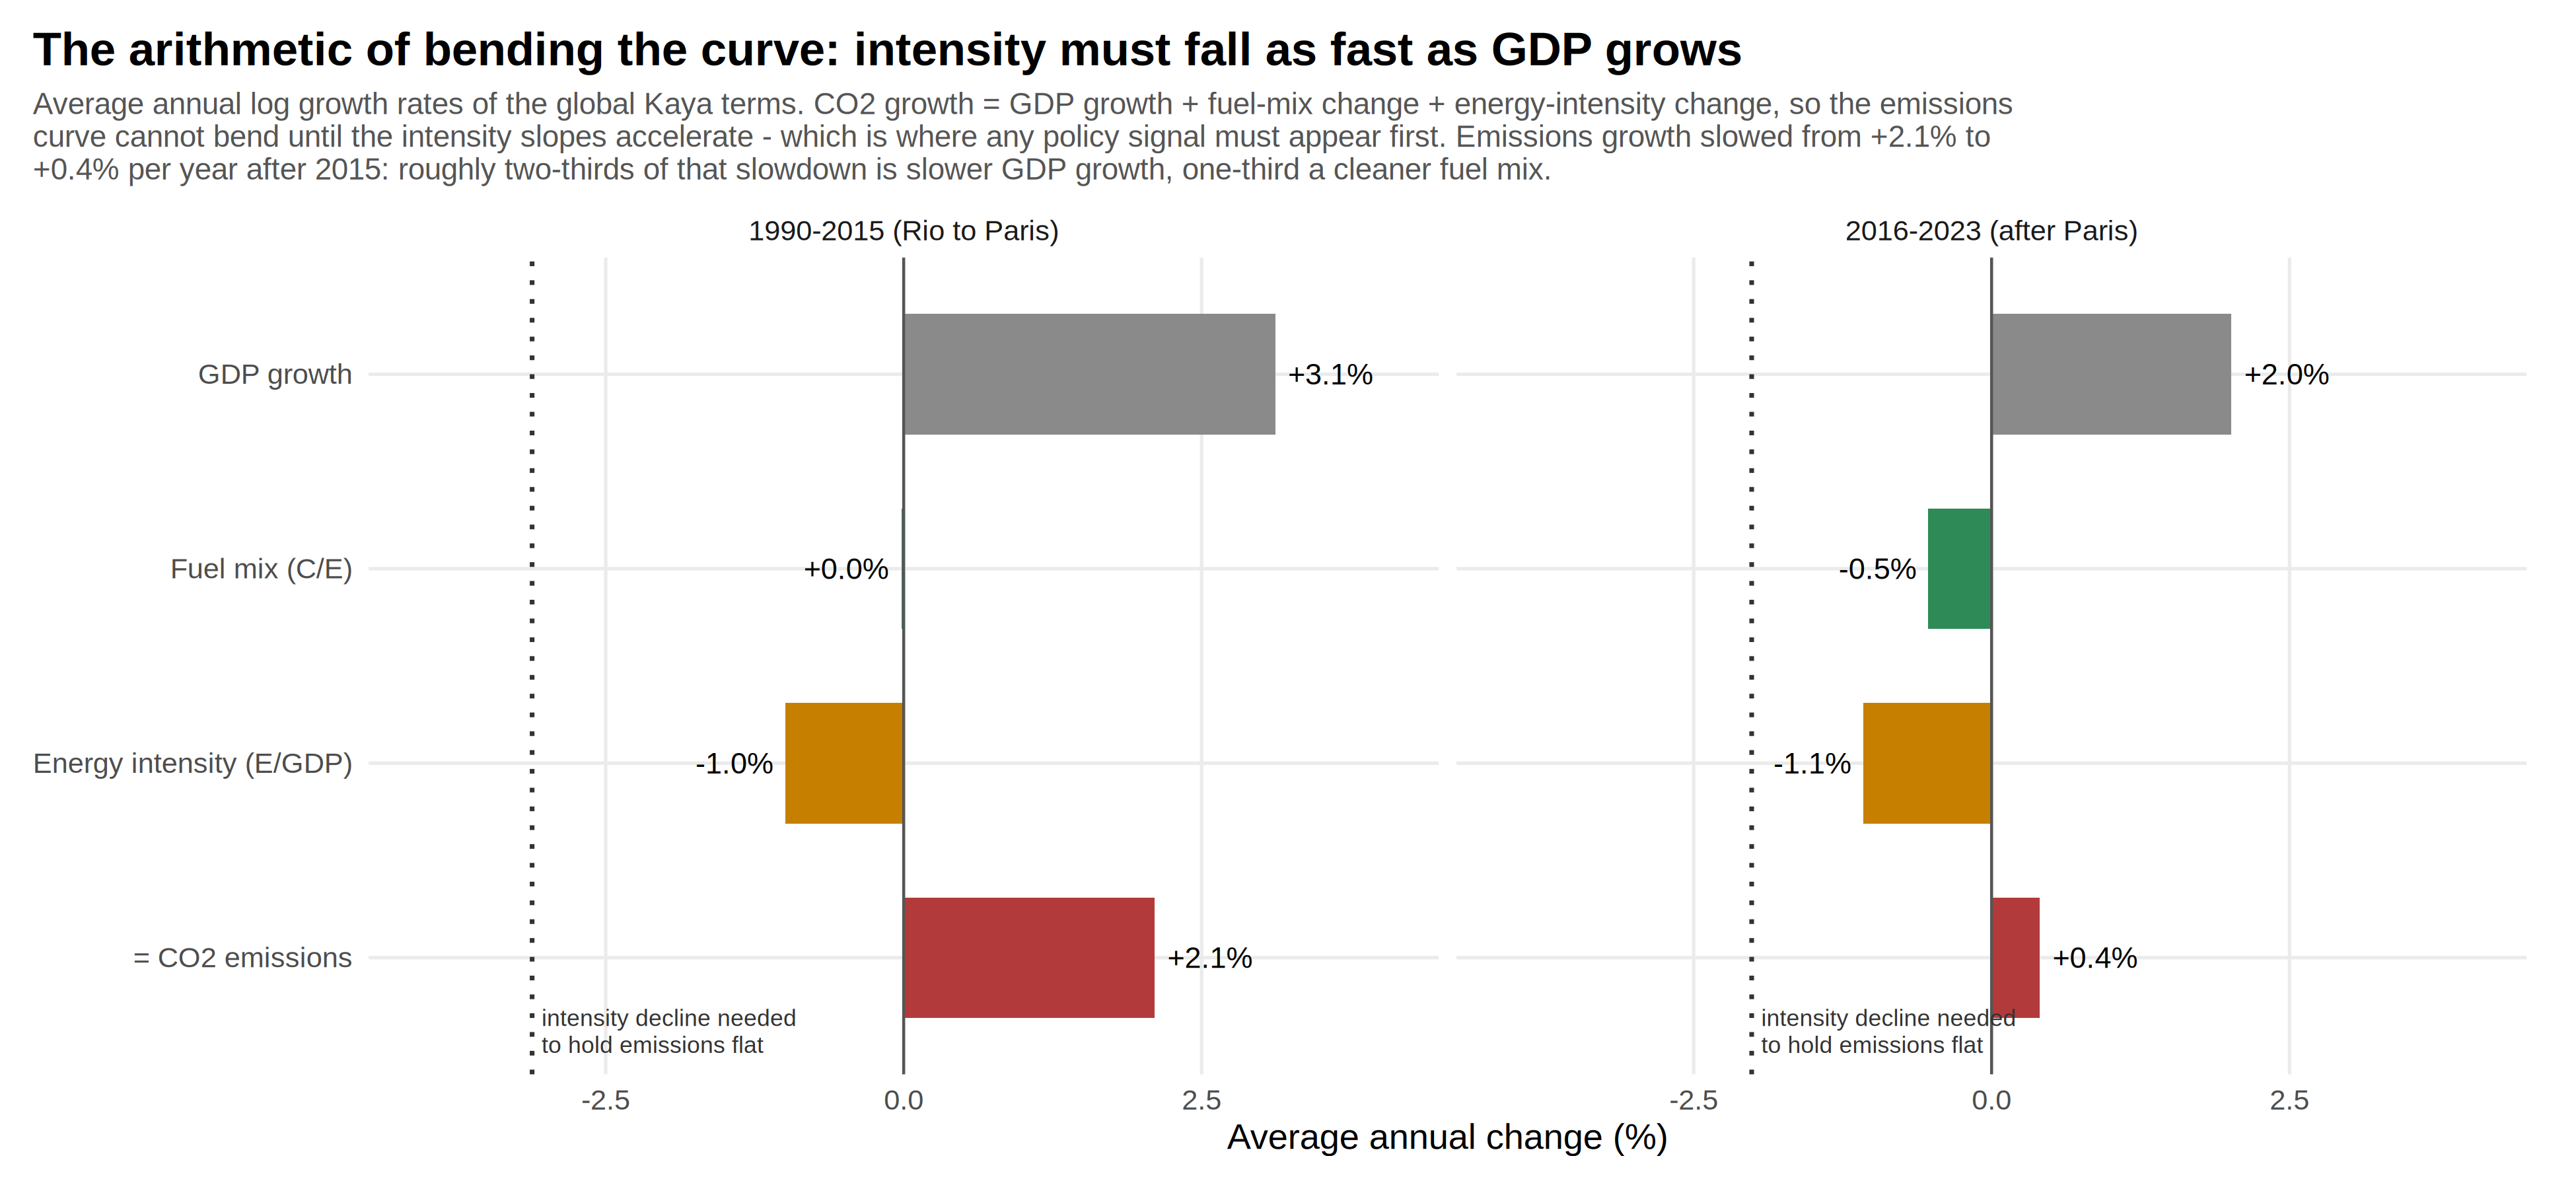 The arithmetic of bending the curve: intensity must fall as fast as GDP grows
Average annual log growth rates of the global Kaya terms. CO2 growth = GDP growth + fuel-mix change + energy-intensity change, so the emissions
curve cannot bend until the intensity slopes accelerate - which is where any policy signal must appear first. Emissions growth slowed from +2.1% to
+0.4% per year after 2015: roughly two-thirds of that slowdown is slower GDP growth, one-third a cleaner fuel mix.
1990-2015 (Rio to Paris)
2016-2023 (after Paris)
GDP growth
+3.1%
+2.0%
Fuel mix (C/E)
+0.0%
-0.5%
Energy intensity (E/GDP)
-1.0%
-1.1%
= CO2 emissions
+2.1%
+0.4%
intensity decline needed
to hold emissions flat
intensity decline needed
to hold emissions flat
-2.5
0.0
2.5
-2.5
0.0
2.5
Average annual change (%)